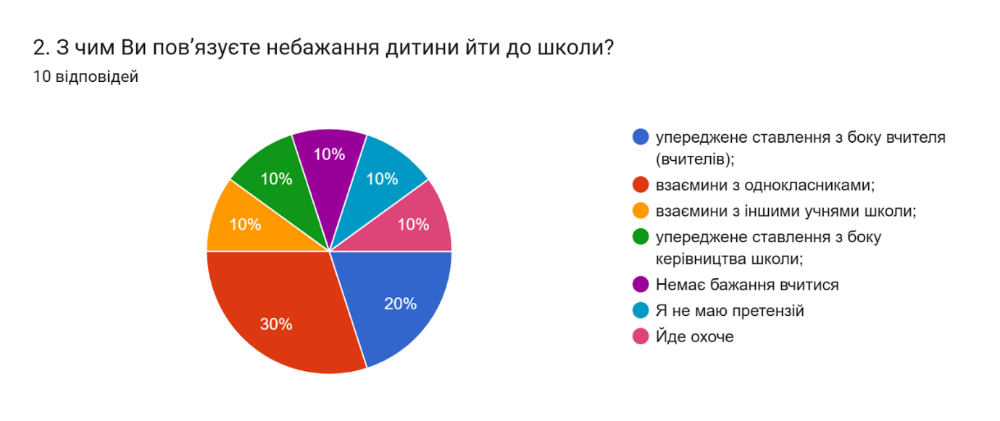 2. З чим Ви пов’язуєте небажання дитини йти до школи?
10 відповідей
10%
10%
10%
10%
10%
20%
30%
упереджене ставлення з боку вчителя
(вчителів);
взаємини з однокласниками;
взаємини з іншими учнями школи;
упереджене ставлення з боку
керівництва школи;
Немає бажання вчитися
Я не маю претензій
Йде охоче